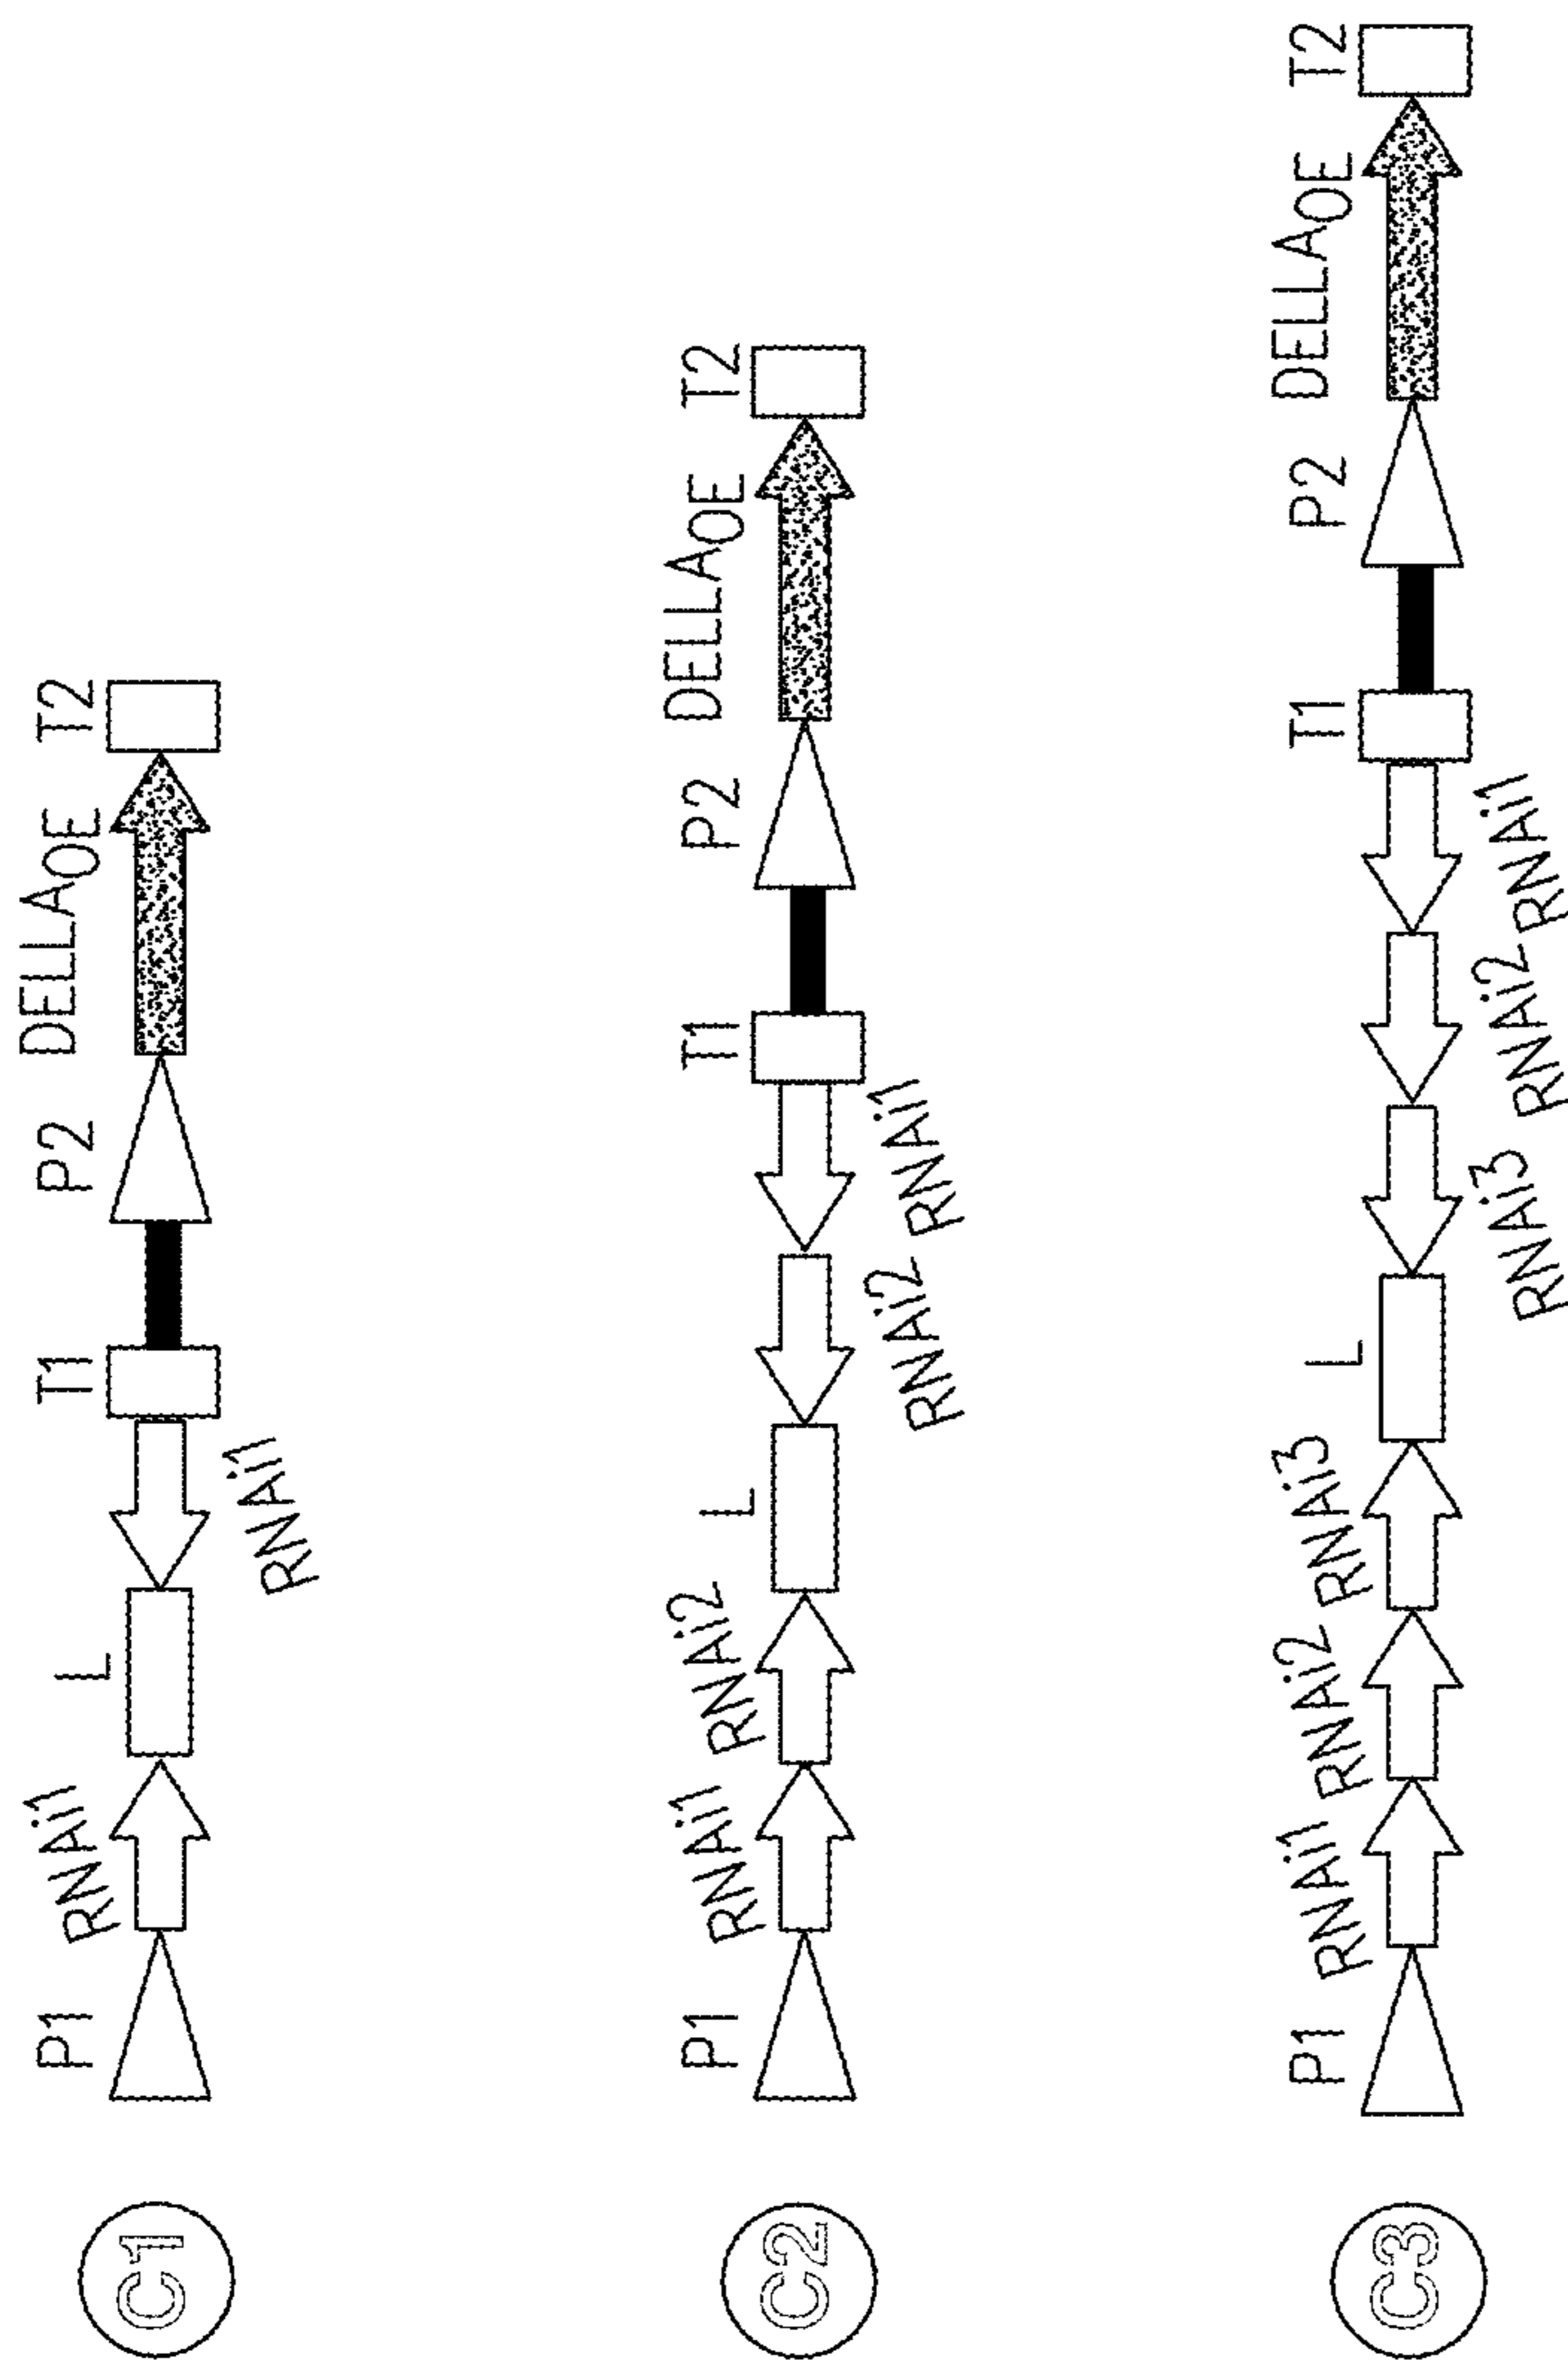 C1
P1
RNAi1
L
RNAi1
T1
P2
DELLAOE
T2
C2
P1
RNAi1
RNAi2
L
RNAi2
RNAi1
T1
P2
DELLAOE
T2
C3
P1
RNAi1
RNAi2
RNAi3
L
RNAi3
RNAi2
RNAi1
T1
P2
DELLAOE
T2